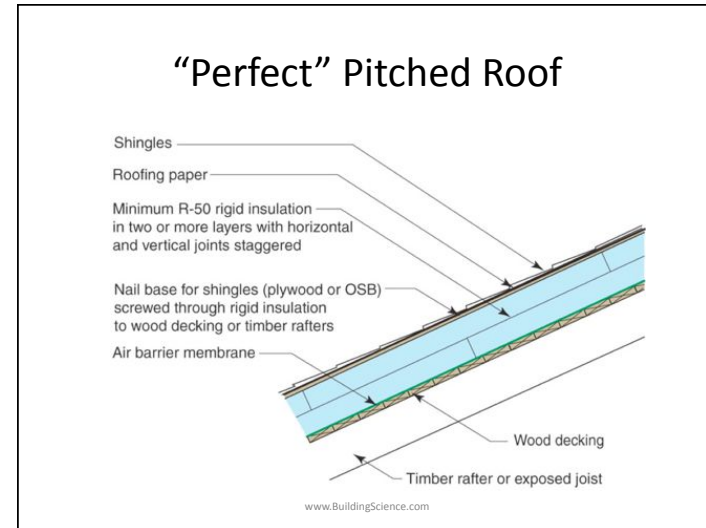 “Perfect” Pitched Roof
Shingles
Roofing paper
Minimum R-50 rigid insulation
in two or more layers with horizontal
and vertical joints staggered
Nail base for shingles (plywood or OSB)
screwed through rigid insulation
to wood decking or timber rafters
Air barrier membrane
Wood decking
Timber rafter or exposed joist
www.BuildingScience.com